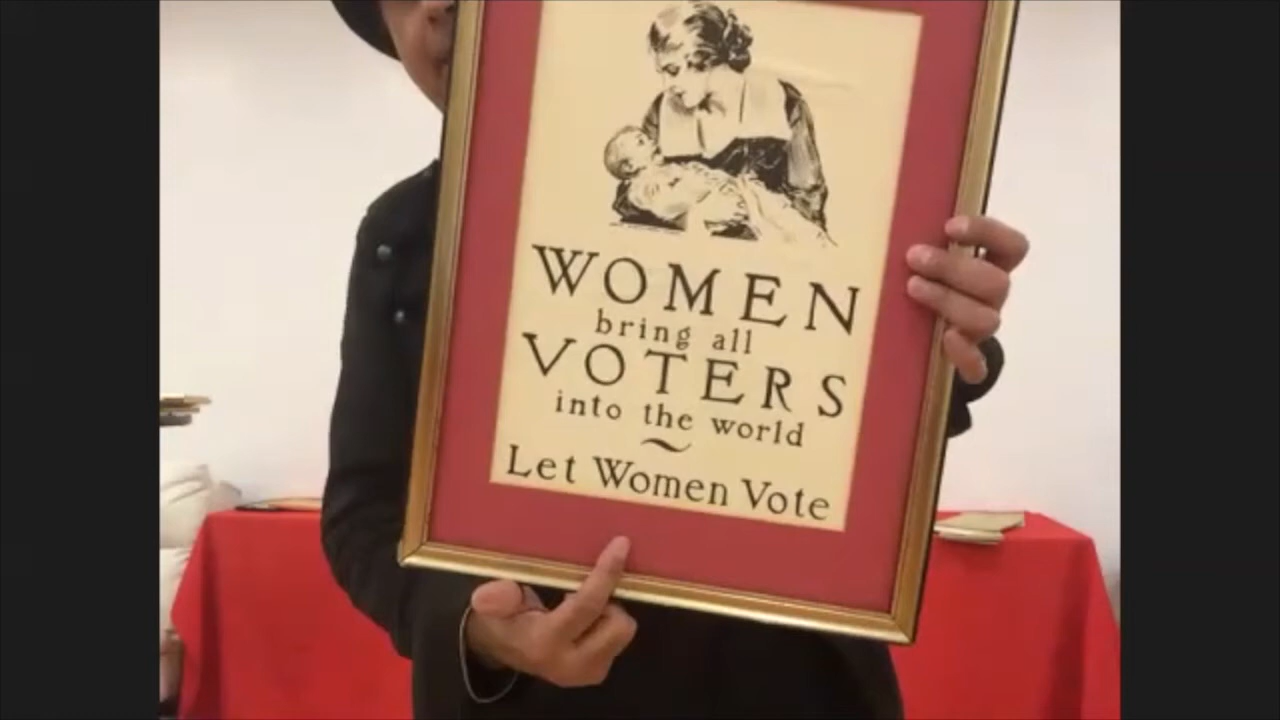 WOMEN
bring all
VOTERS
into the world
~
Let Women Vote